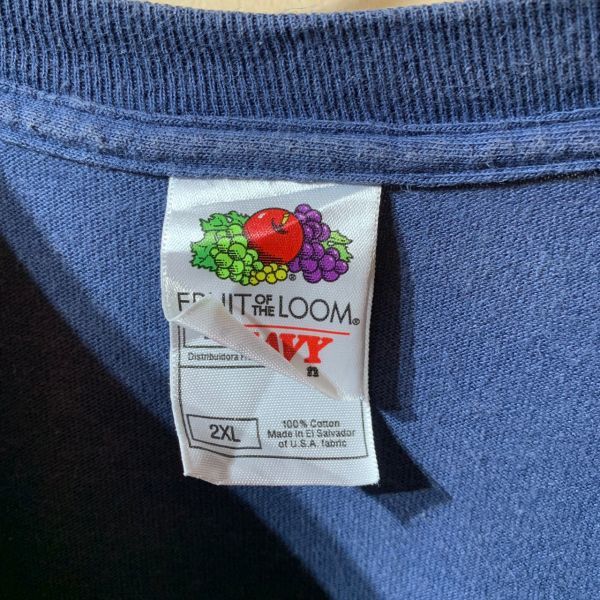 FRUIT OF THE LOOM®
Distribuidora
2XL
100% Cotton
Made in El Salvador
of U.S.A. fabric